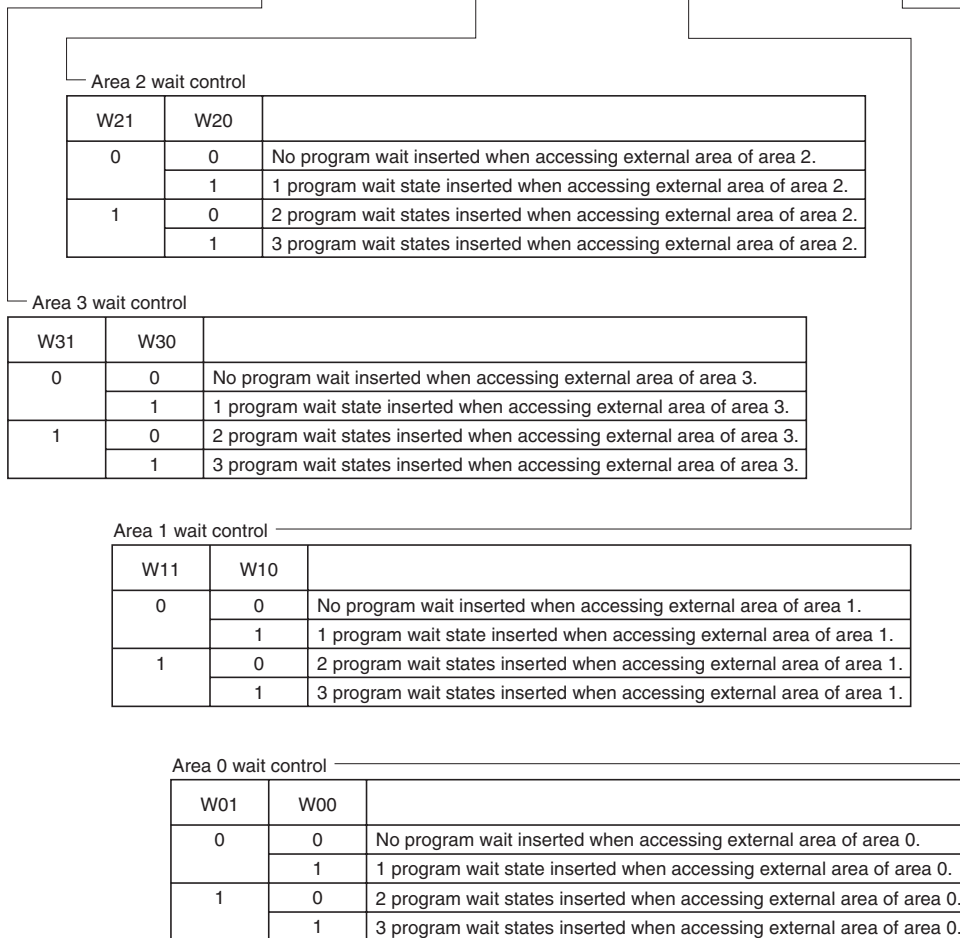 Area 2 wait control
W21 W20
0 0 No program wait inserted when accessing external area of area 2.
1 1 program wait state inserted when accessing external area of area 2.
1 0 2 program wait states inserted when accessing external area of area 2.
1 3 program wait states inserted when accessing external area of area 2.
Area 3 wait control
W31 W30
0 0 No program wait inserted when accessing external area of area 3.
1 1 program wait state inserted when accessing external area of area 3.
1 0 2 program wait states inserted when accessing external area of area 3.
1 3 program wait states inserted when accessing external area of area 3.
Area 1 wait control
W11 W10
0 0 No program wait inserted when accessing external area of area 1.
1 1 program wait state inserted when accessing external area of area 1.
1 0 2 program wait states inserted when accessing external area of area 1.
1 3 program wait states inserted when accessing external area of area 1.
Area 0 wait control
W01 W00
0 0 No program wait inserted when accessing external area of area 0.
1 1 program wait state inserted when accessing external area of area 0.
1 0 2 program wait states inserted when accessing external area of area 0.
1 3 program wait states inserted when accessing external area of area 0.